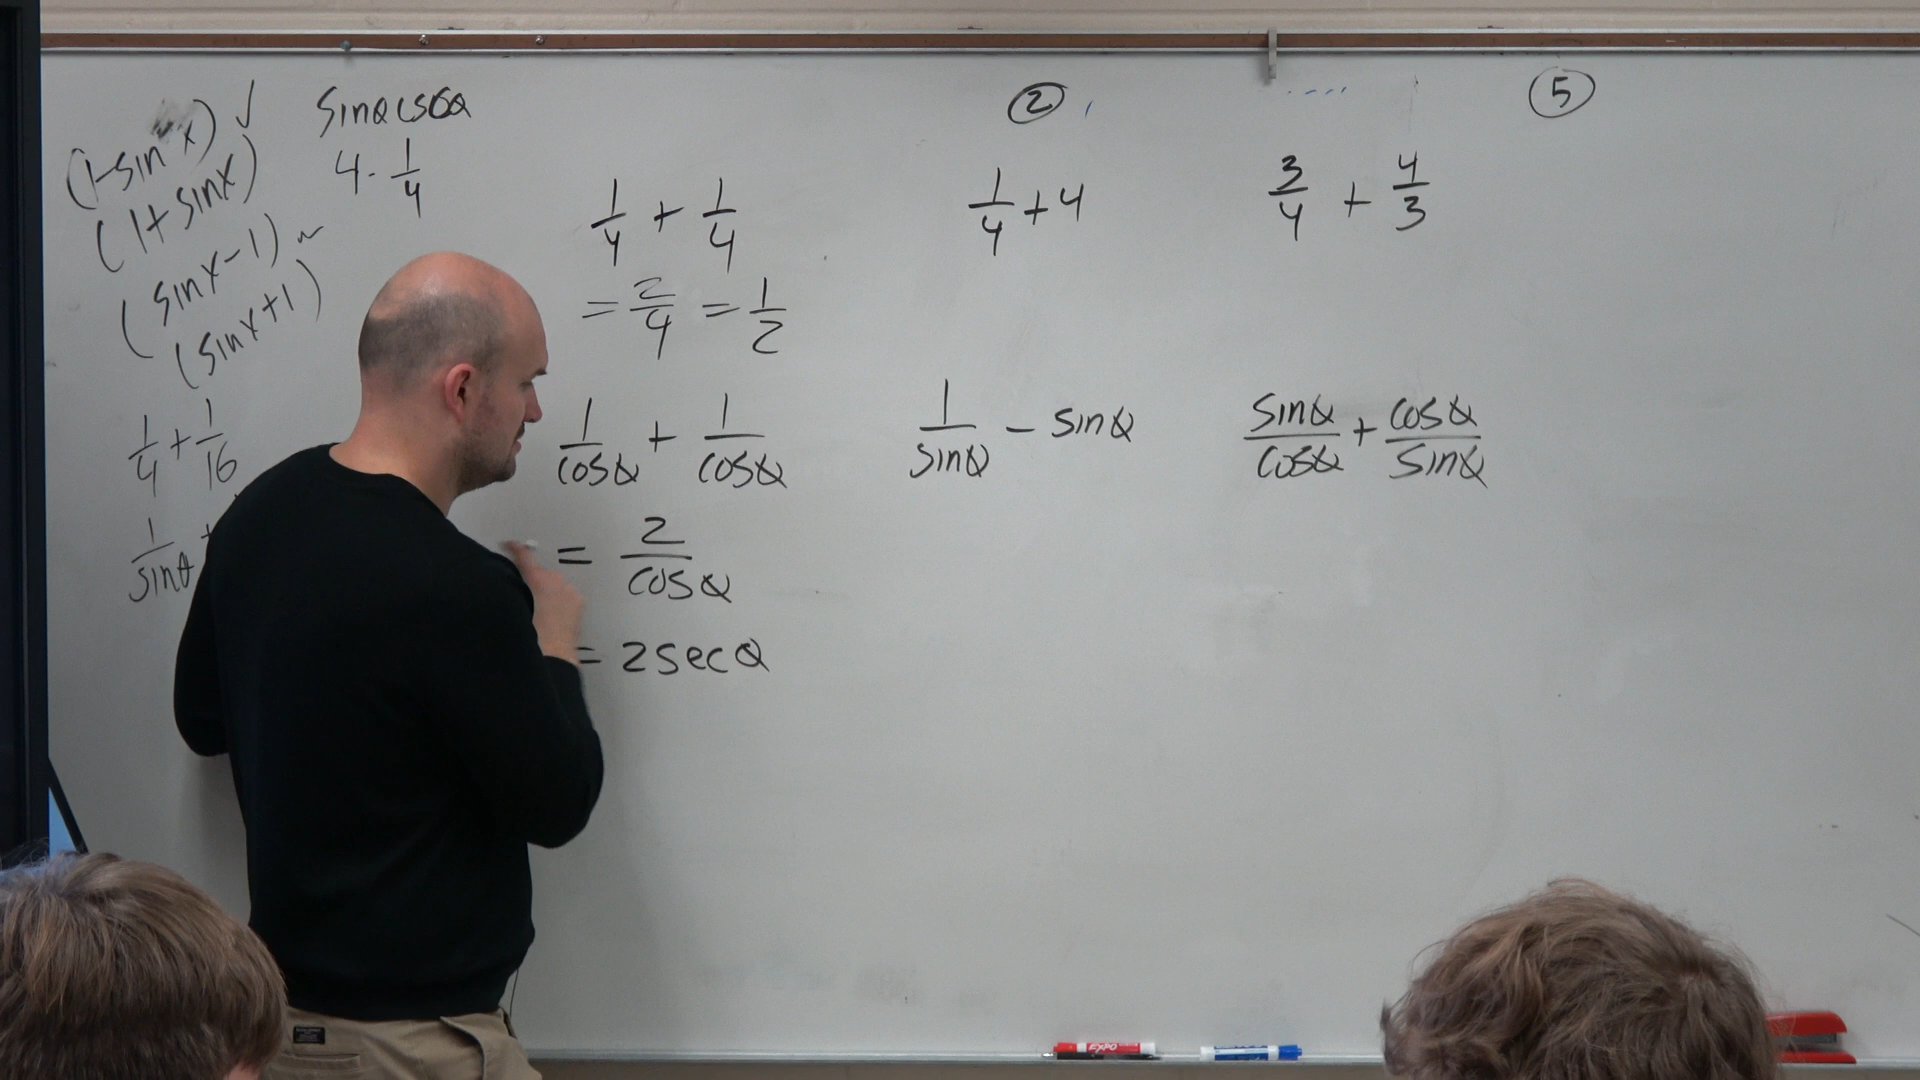 (1-sin x) ✓
(1+sinx)
(sinx-1) ~
(sinx+1)
1/4 + 1/16
1/sinθ +
sinθcscθ
4 · 1/4
1/4 + 1/4
= 2/4 = 1/2
1/cosθ + 1/cosθ
= 2/cosθ
= 2secθ
②
1/4 + 4
1/sinθ - sinθ
3/4 + 4/3
sinθ/cosθ + cosθ/sinθ
⑤
EXPO